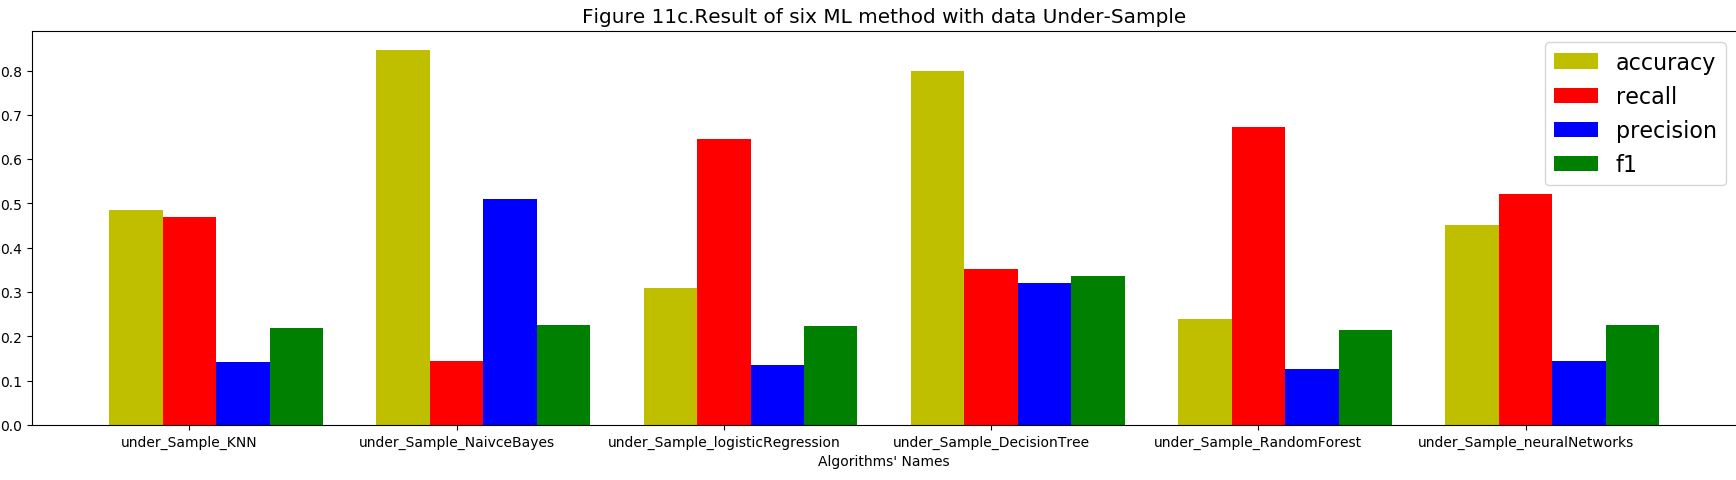 Figure 11c.Result of six ML method with data Under-Sample
accuracy
recall
precision
f1
0.8
0.7
0.6
0.5
0.4
0.3
0.2
0.1
0.0
under_Sample_KNN
under_Sample_NaivceBayes
under_Sample_logisticRegression
under_Sample_DecisionTree
under_Sample_RandomForest
under_Sample_neuralNetworks
Algorithms' Names